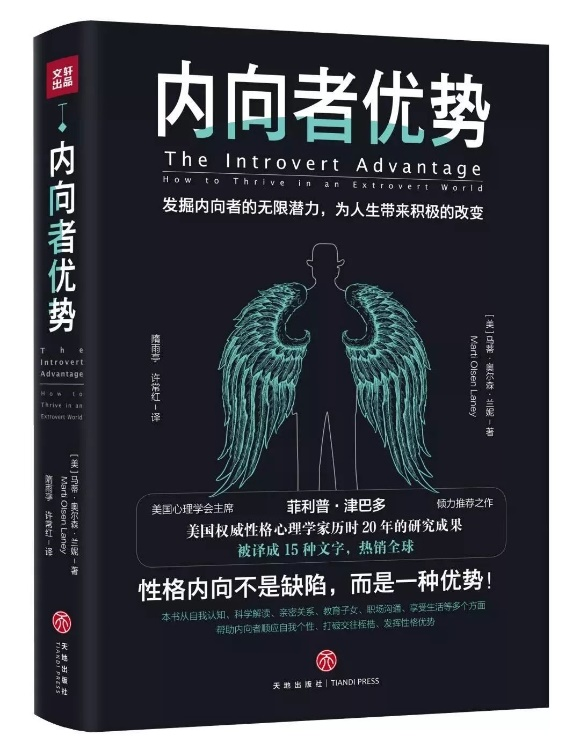 文轩
出品
内向者优势
The
Introvert
Advantage
How to
Thrive in an
Extrovert World
[美]马蒂·奥尔森·兰妮·著
Marti Olsen Laney
隋雨亭 许常红·译
天地出版社
TIANDI PRESS
内向者优势
The Introvert Advantage
How to Thrive in an Extrovert World
发掘内向者的无限潜力，为人生带来积极的改变
[美]马蒂·奥尔森·兰妮·著
Marti Olsen Laney
隋雨亭 许常红·译
美国心理学会主席 菲利普·津巴多 倾力推荐之作
美国权威性格心理学家历时20年的研究成果
被译成15种文字，热销全球
性格内向不是缺陷，而是一种优势！
本书从自我认知、科学解读、亲密关系、教育子女、职场沟通、享受生活等多个方面
帮助内向者顺应自我个性、打破交往桎梏、发挥性格优势
天地出版社 | TIANDI PRESS